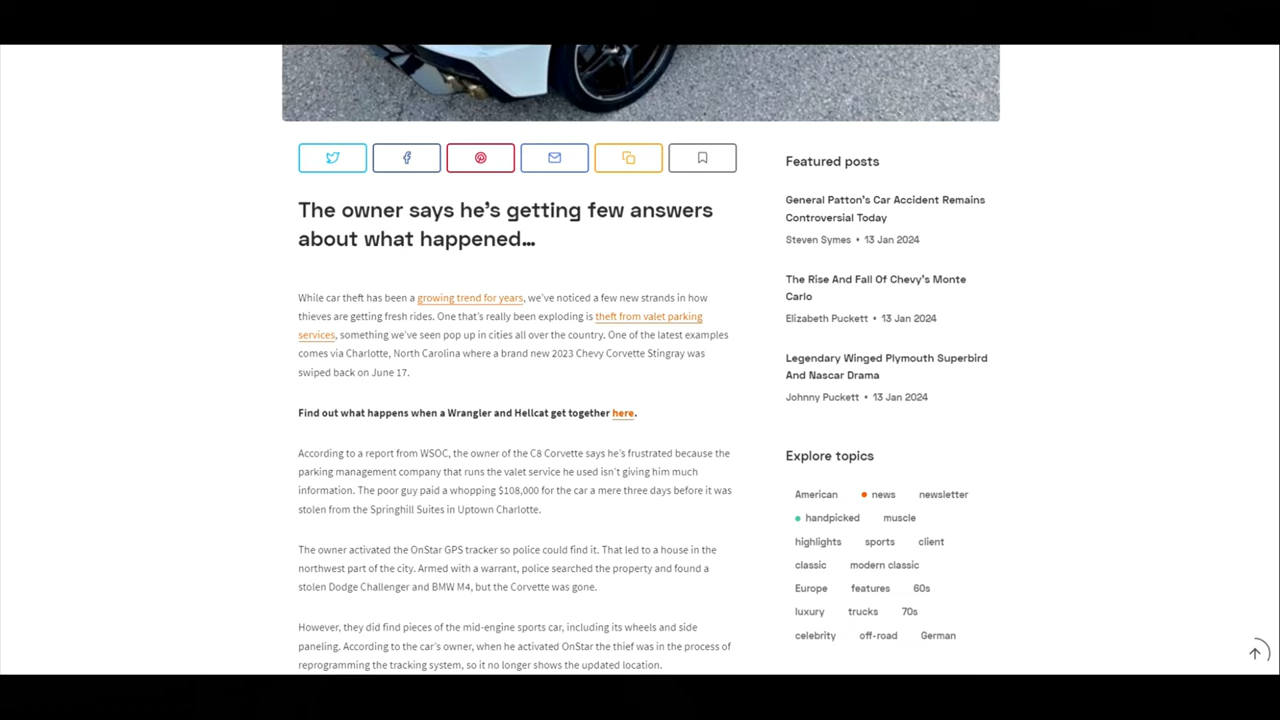 The owner says he's getting few answers
about what happened...
While car theft has been a growing trend for years, we've noticed a few new strands in how
thieves are getting fresh rides. One that's really been exploding is theft from valet parking
services, something we've seen pop up in cities all over the country. One of the latest examples
comes via Charlotte, North Carolina where a brand new 2023 Chevy Corvette Stingray was
swiped back on June 17.
Find out what happens when a Wrangler and Hellcat get together here.
According to a report from WSOC, the owner of the C8 Corvette says he's frustrated because the
parking management company that runs the valet service he used isn't giving him much
information. The poor guy paid a whopping $108,000 for the car a mere three days before it was
stolen from the Springhill Suites in Uptown Charlotte.
The owner activated the OnStar GPS tracker so police could find it. That led to a house in the
northwest part of the city. Armed with a warrant, police searched the property and found a
stolen Dodge Challenger and BMW M4, but the Corvette was gone.
However, they did find pieces of the mid-engine sports car, including its wheels and side
paneling. According to the car's owner, when he activated OnStar the thief was in the process of
reprogramming the tracking system, so it no longer shows the updated location.
Featured posts
General Patton's Car Accident Remains
Controversial Today
Steven Symes • 13 Jan 2024
The Rise And Fall Of Chevy's Monte
Carlo
Elizabeth Puckett • 13 Jan 2024
Legendary Winged Plymouth Superbird
And Nascar Drama
Johnny Puckett • 13 Jan 2024
Explore topics
American news newsletter
handpicked muscle
highlights sports client
classic modern classic
Europe features 60s
luxury trucks 70s
celebrity off-road German